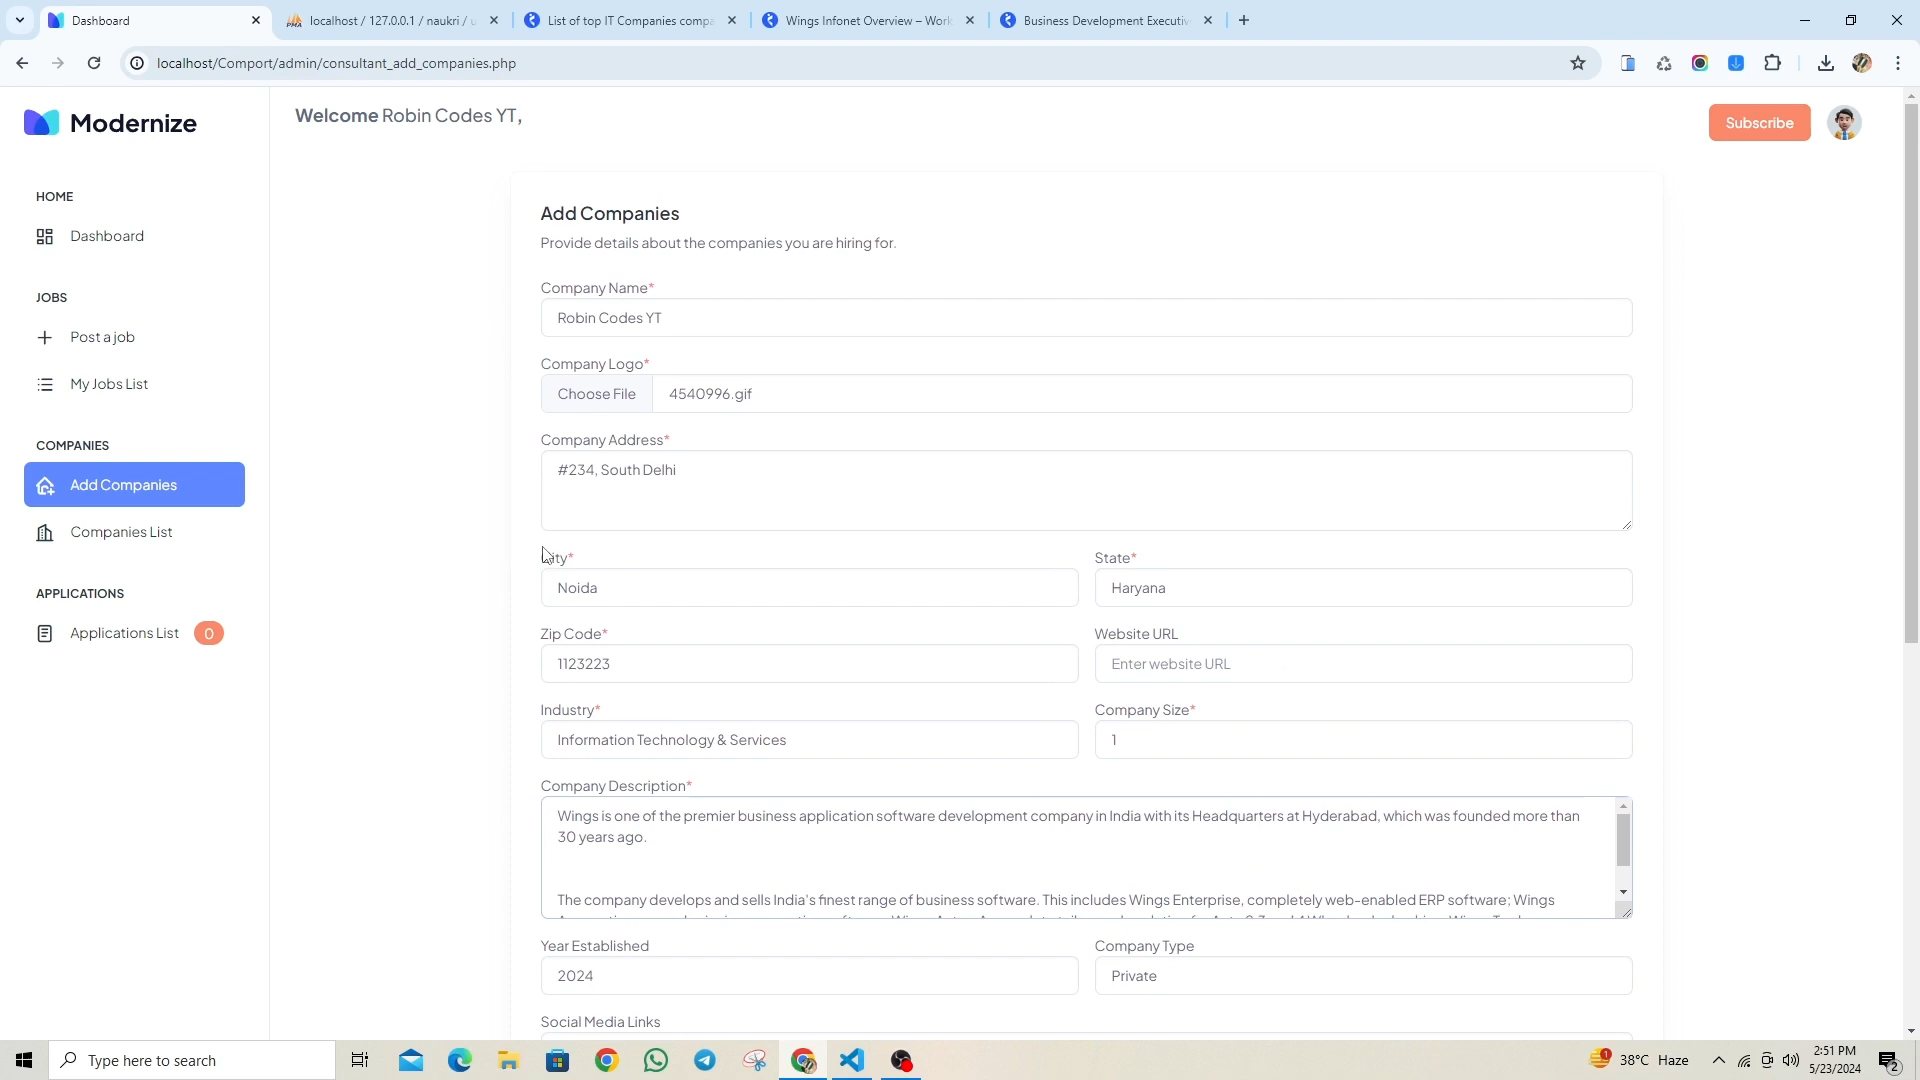 Dashboard
localhost / 127.0.0.1 / naukri / u
List of top IT Companies compa
Wings Infonet Overview – Work
Business Development Executiv
localhost/Comport/admin/consultant_add_companies.php
Modernize
Welcome Robin Codes YT,
Subscribe
HOME
Dashboard
JOBS
Post a job
My Jobs List
COMPANIES
Add Companies
Companies List
APPLICATIONS
Applications List 0
Add Companies
Provide details about the companies you are hiring for.
Company Name*
Robin Codes YT
Company Logo*
Choose File 4540996.gif
Company Address*
#234, South Delhi
City* State*
Noida Haryana
Zip Code* Website URL
1123223 Enter website URL
Industry* Company Size*
Information Technology & Services 1
Company Description*
Wings is one of the premier business application software development company in India with its Headquarters at Hyderabad, which was founded more than
30 years ago.
The company develops and sells India's finest range of business software. This includes Wings Enterprise, completely web-enabled ERP software; Wings
Year Established Company Type
2024 Private
Social Media Links
Type here to search
1
38°C Haze
2:51 PM
5/23/2024
2